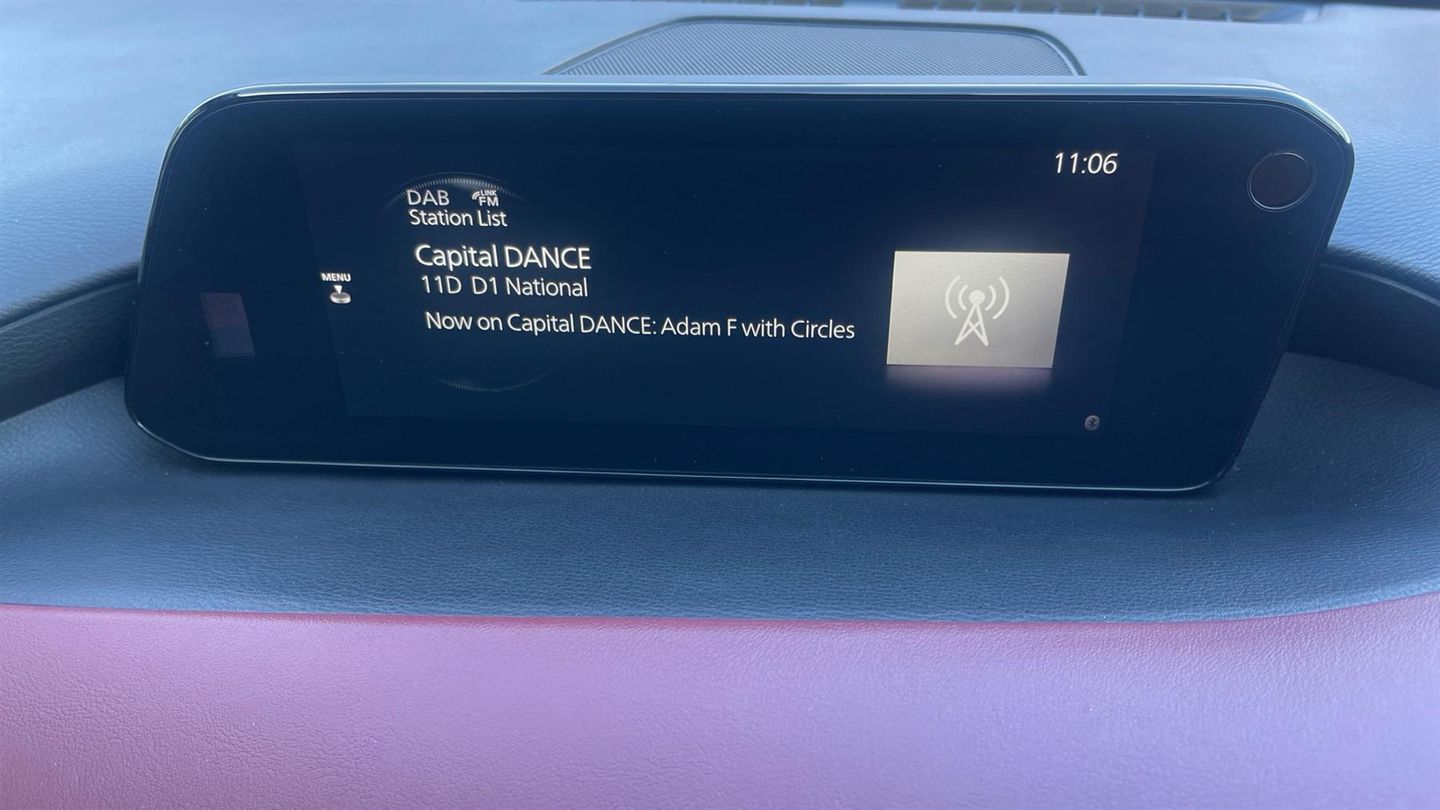 11:06
DAB LINK FM
Station List
Capital DANCE
11D D1 National
MENU
Now on Capital DANCE: Adam F with Circles